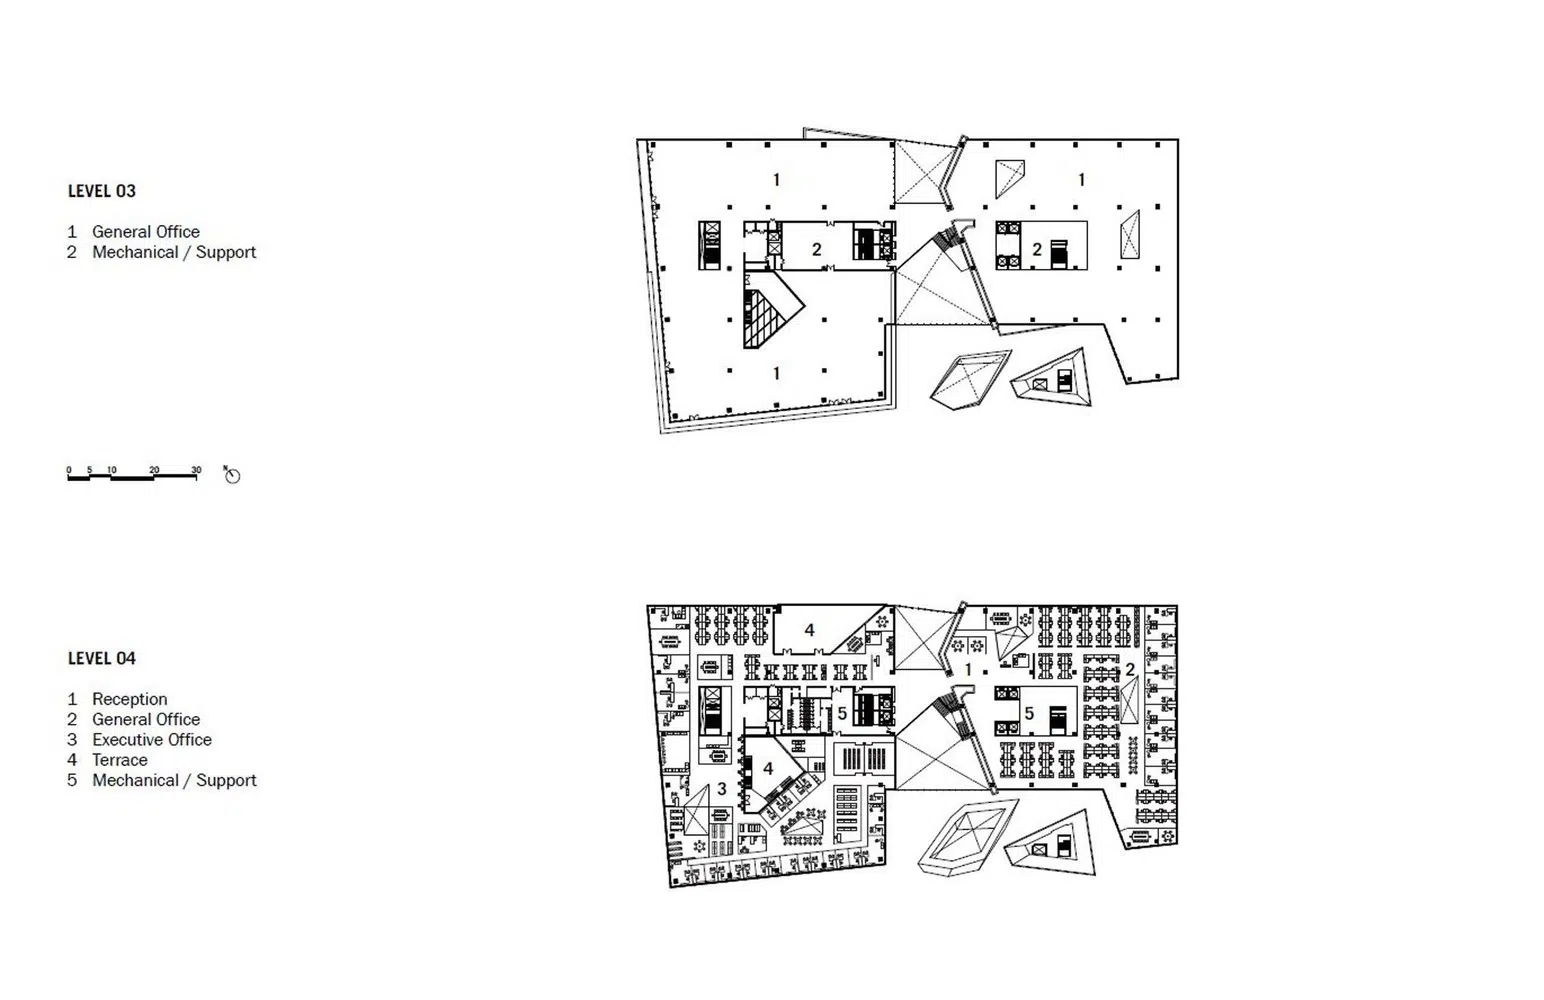 LEVEL 03
1 General Office
2 Mechanical / Support
1
1
2
2
1
0 5 10 20 30 N
LEVEL 04
1 Reception
2 General Office
3 Executive Office
4 Terrace
5 Mechanical / Support
4
1
2
5
5
4
3